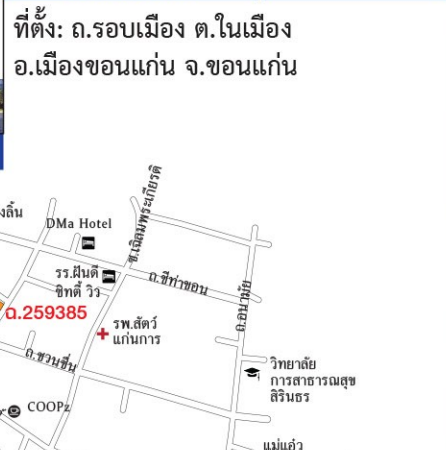 ที่ตั้ง: ถ.รอบเมือง ต.ในเมือง
อ.เมืองขอนแก่น จ.ขอนแก่น
ซ.เฉลิมพระเกียรติ
DMa Hotel
รร.ฝันดี
ซิทตี้ วิว
ถ.ชีท่าขอน
ถ.อนามัย
ฉ.259385
รพ.สัตว์
แก่นการ
ถ.ชวนชื่น
วิทยาลัย
การสาธารณสุข
สิรินธร
COOPz
แม่แอ๋ว